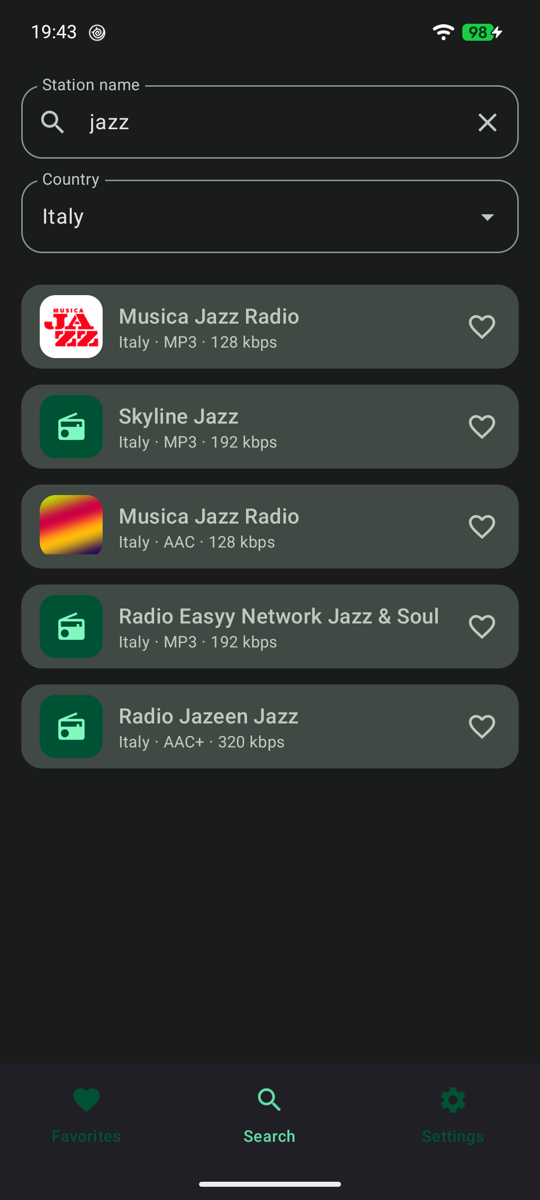 19:43
98
Station name
jazz
Country
Italy
MUSICA
JAZZ
Musica Jazz Radio
Italy · MP3 · 128 kbps
Skyline Jazz
Italy · MP3 · 192 kbps
Musica Jazz Radio
Italy · AAC · 128 kbps
Radio Easyy Network Jazz & Soul
Italy · MP3 · 192 kbps
Radio Jazeen Jazz
Italy · AAC+ · 320 kbps
Favorites
Search
Settings